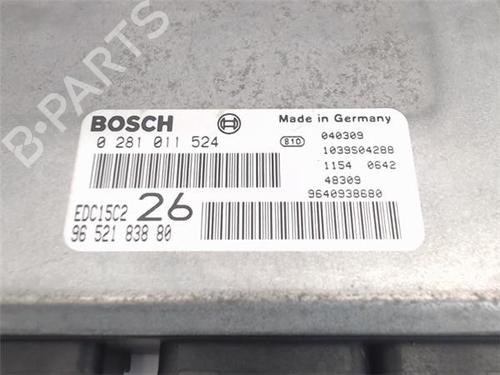 B-PARTS
BOSCH
Made in Germany
0 281 011 524
810
040309
1039S04288
1154 0642
48309
9640938680
EDC15C2 26
96 521 838 80